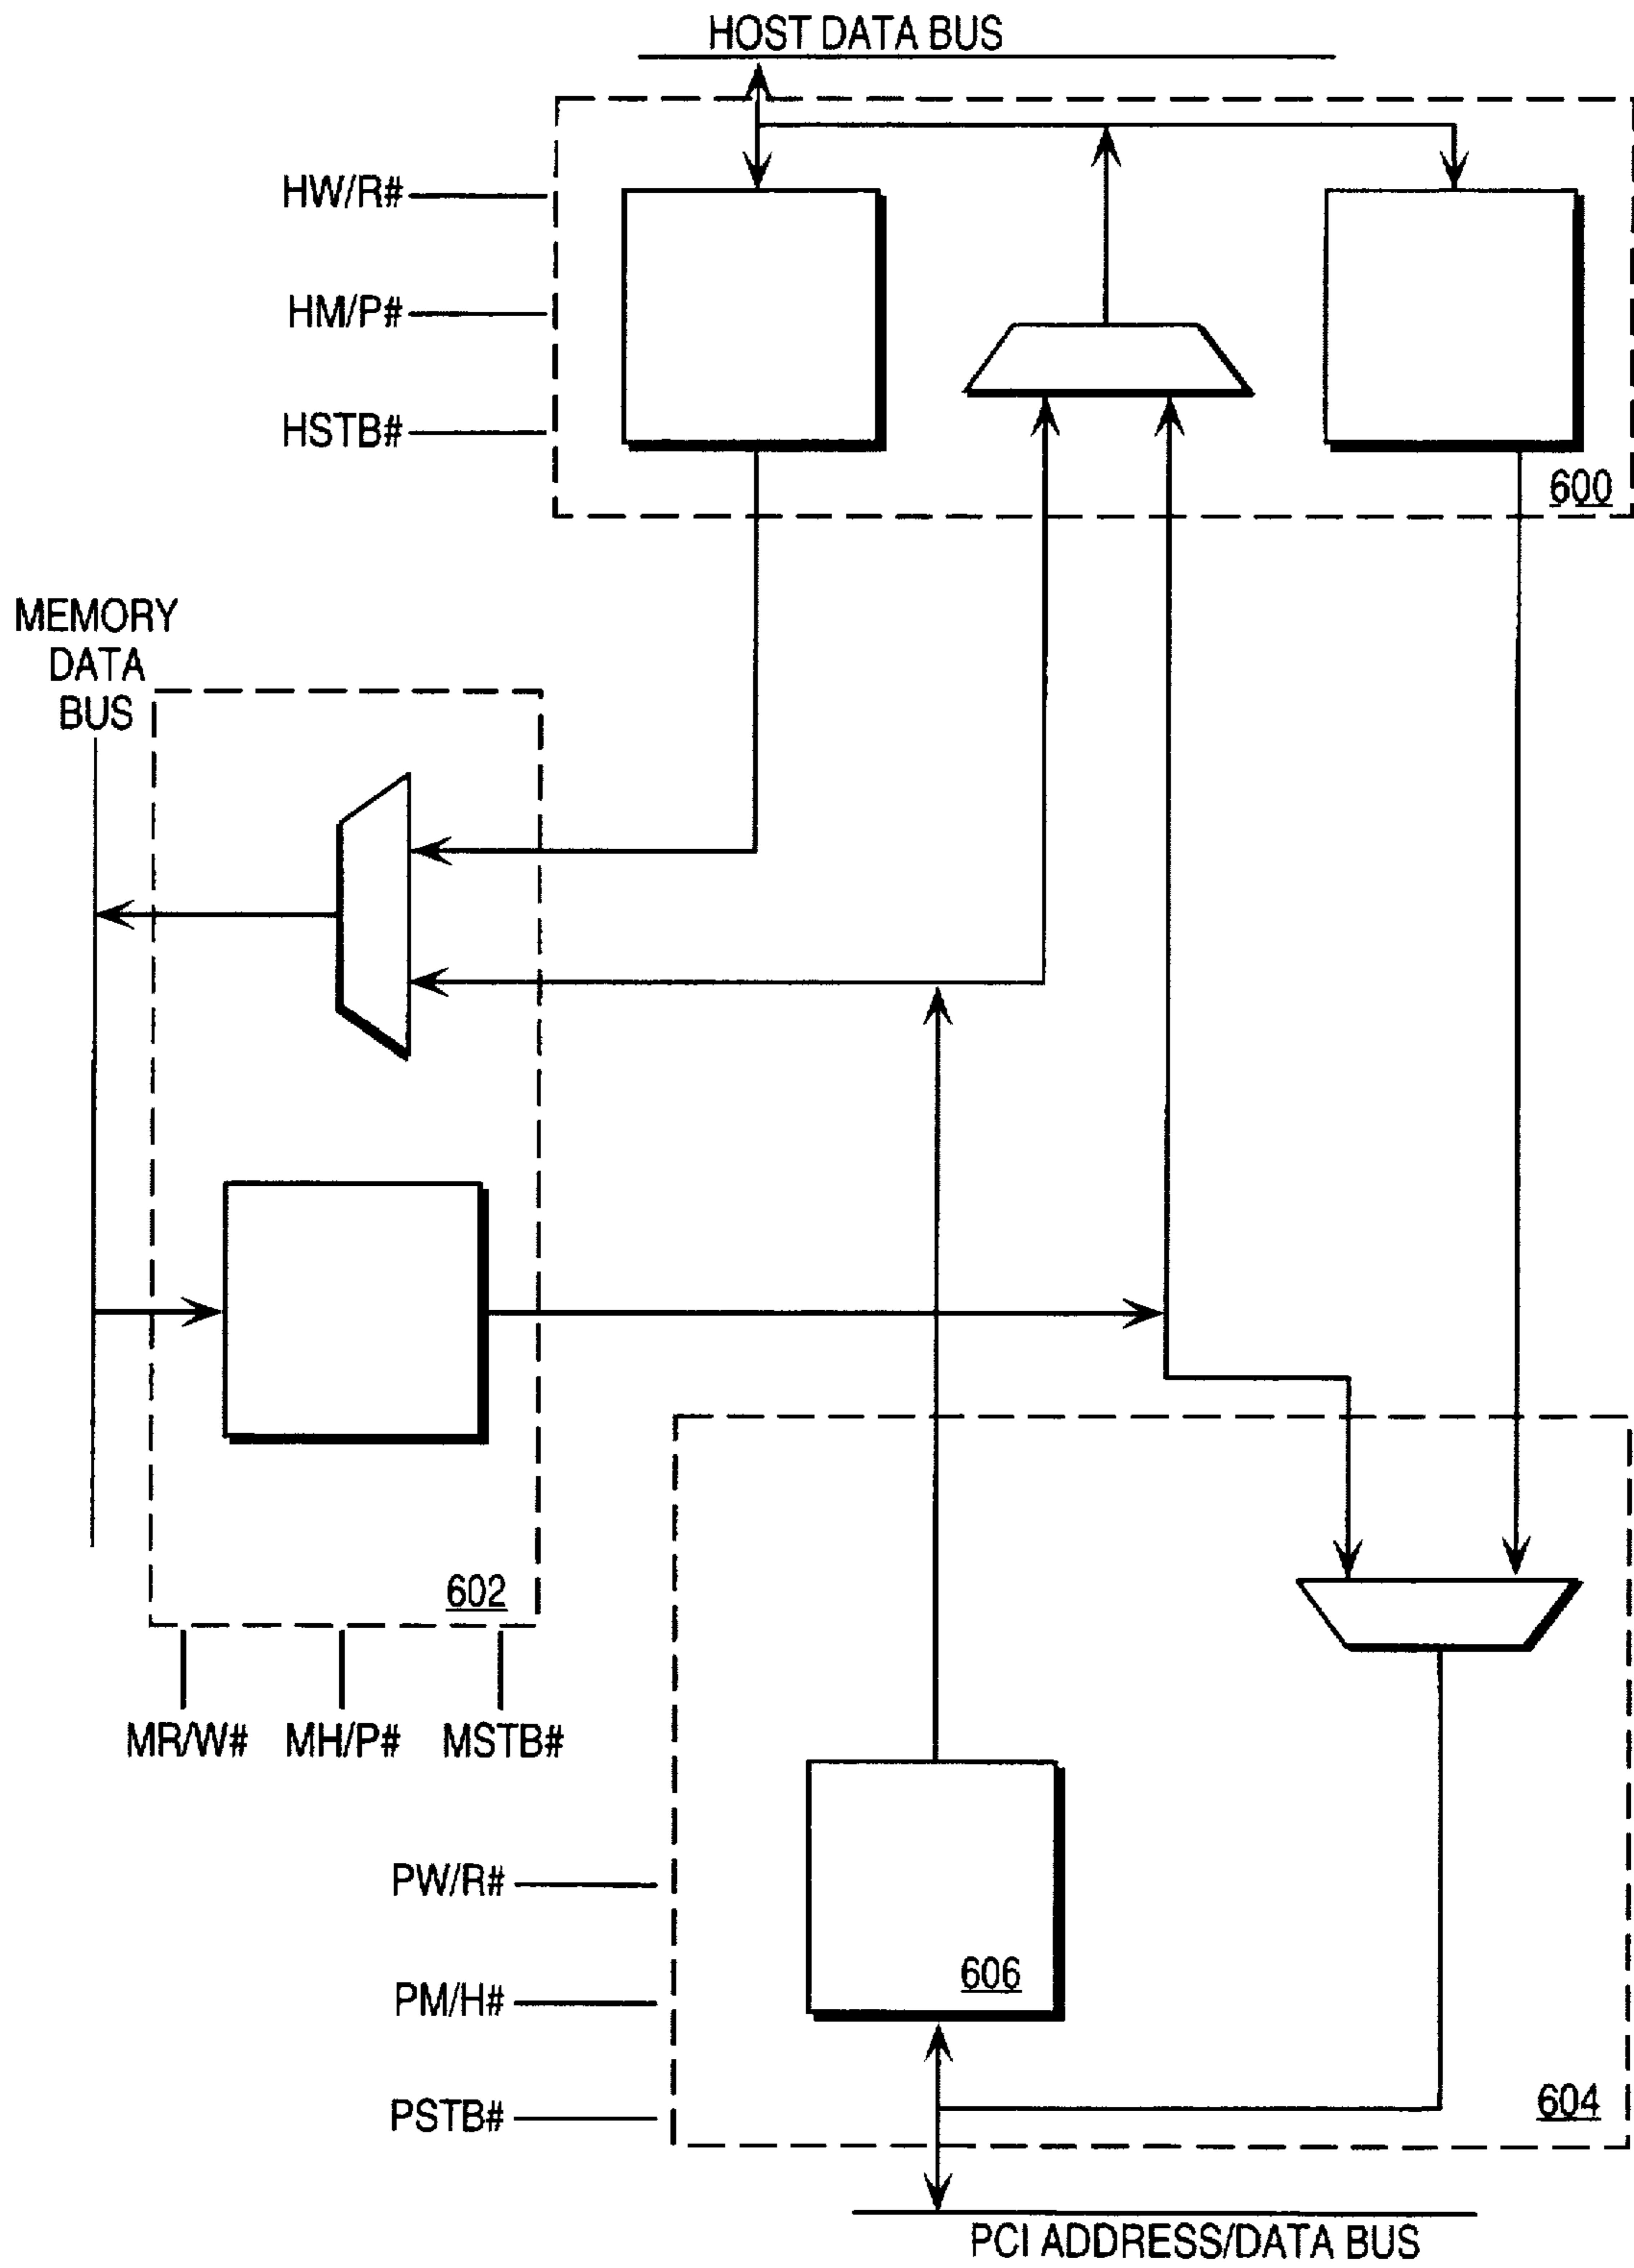 HOST DATA BUS
HW/R#
HM/P#
HSTB#
600
MEMORY
DATA
BUS
602
MR/W# MH/P# MSTB#
PW/R#
606
PM/H#
PSTB#
604
PCI ADDRESS/DATA BUS